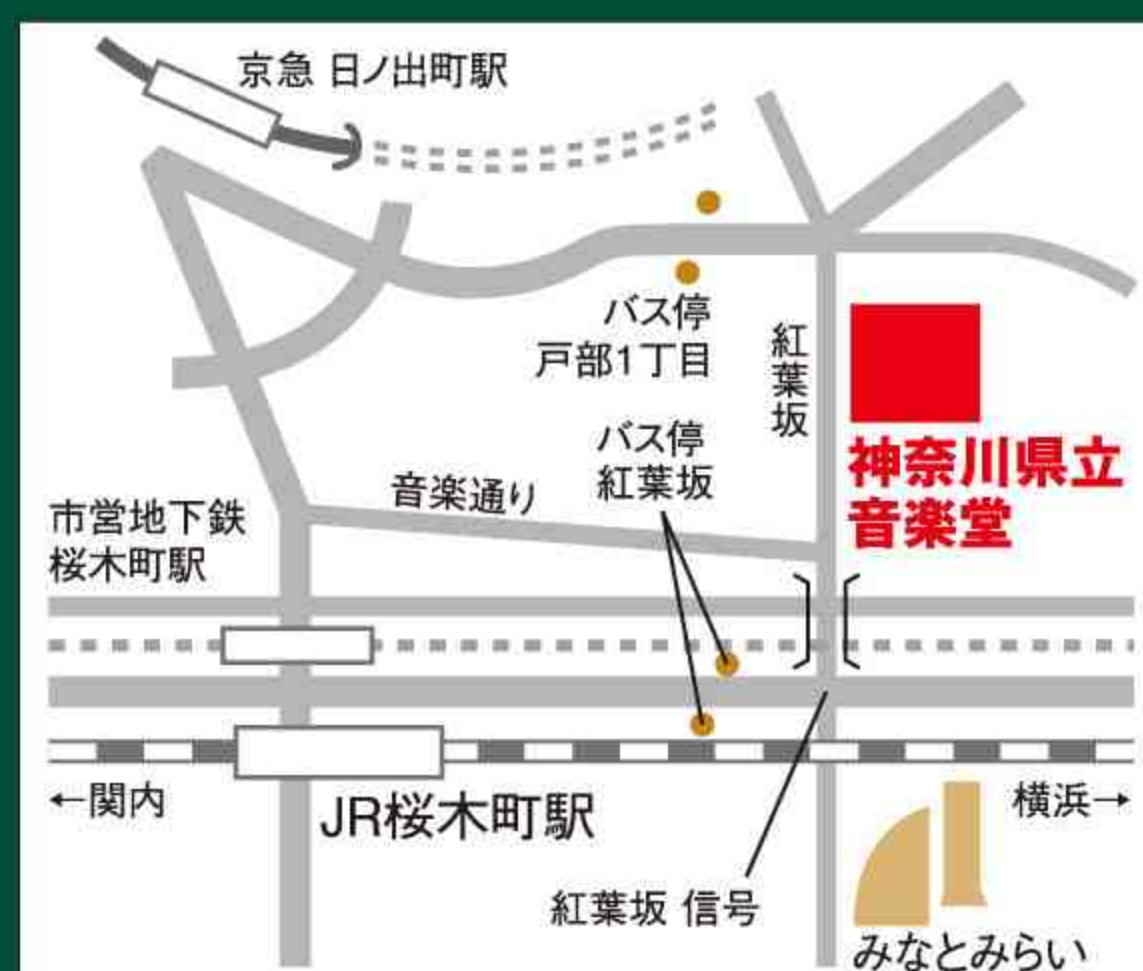 京急 日ノ出町駅
バス停
戸部1丁目
紅葉坂
バス停
紅葉坂
神奈川県立
音楽堂
音楽通り
市営地下鉄
桜木町駅
←関内
JR桜木町駅
横浜→
紅葉坂 信号
みなとみらい